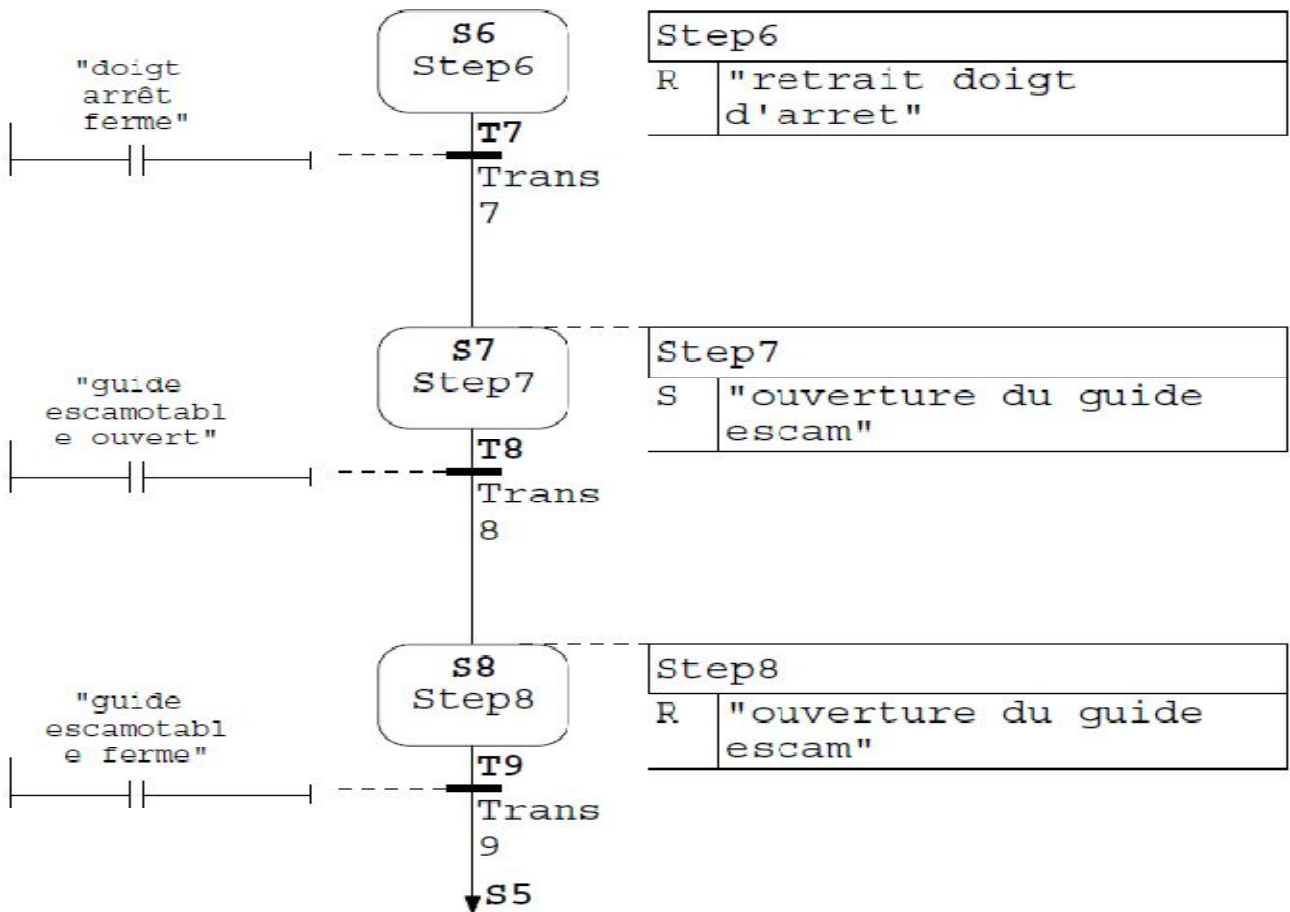 "doigt
arrêt
ferme"
S6
Step6
T7
Trans
7
Step6
R "retrait doigt
d'arret"
"guide
escamotabl
e ouvert"
S7
Step7
T8
Trans
8
Step7
S "ouverture du guide
escam"
"guide
escamotabl
e ferme"
S8
Step8
T9
Trans
9
S5
Step8
R "ouverture du guide
escam"